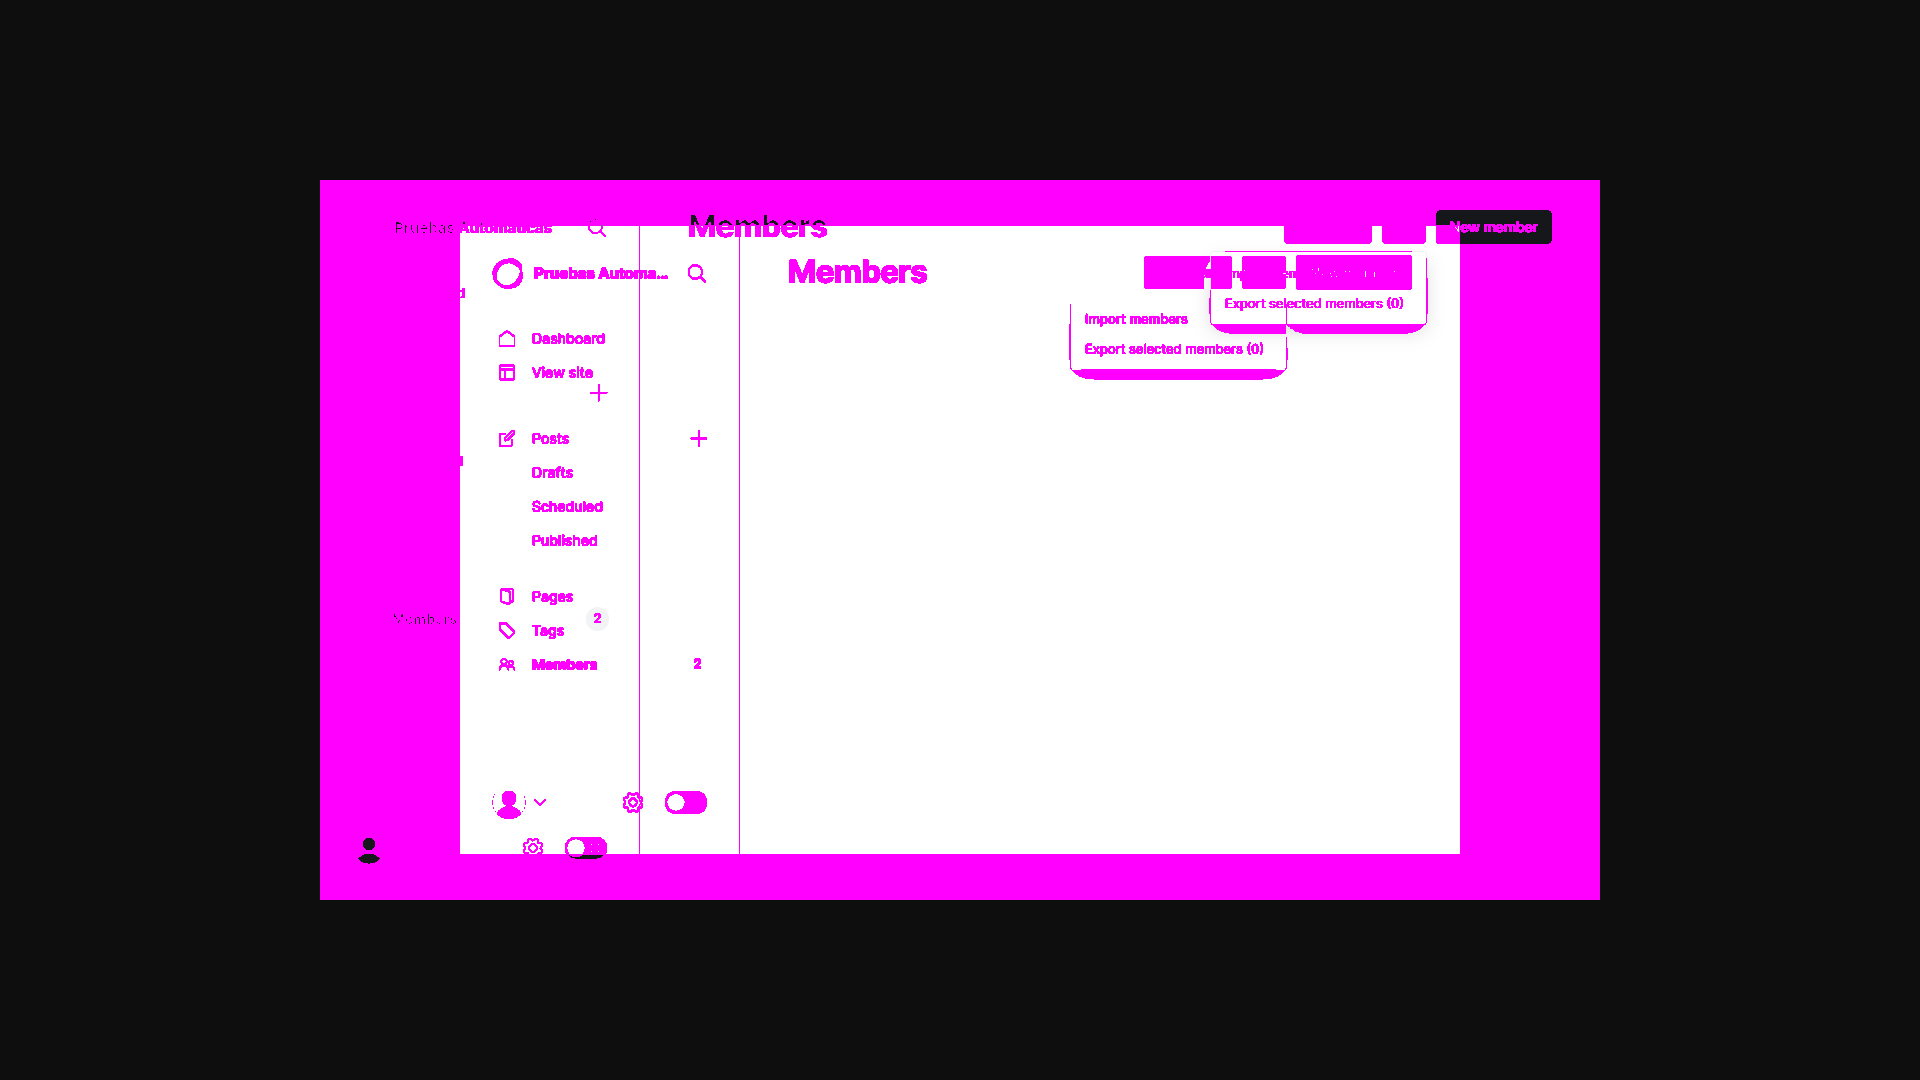 Pruebas Automaticas
Members
New member
Pruebas Automa...
Members
Export selected members (0)
Import members
Export selected members (0)
Dashboard
View site
Posts
Drafts
Scheduled
Published
Pages
2
Tags
Members
Members
2